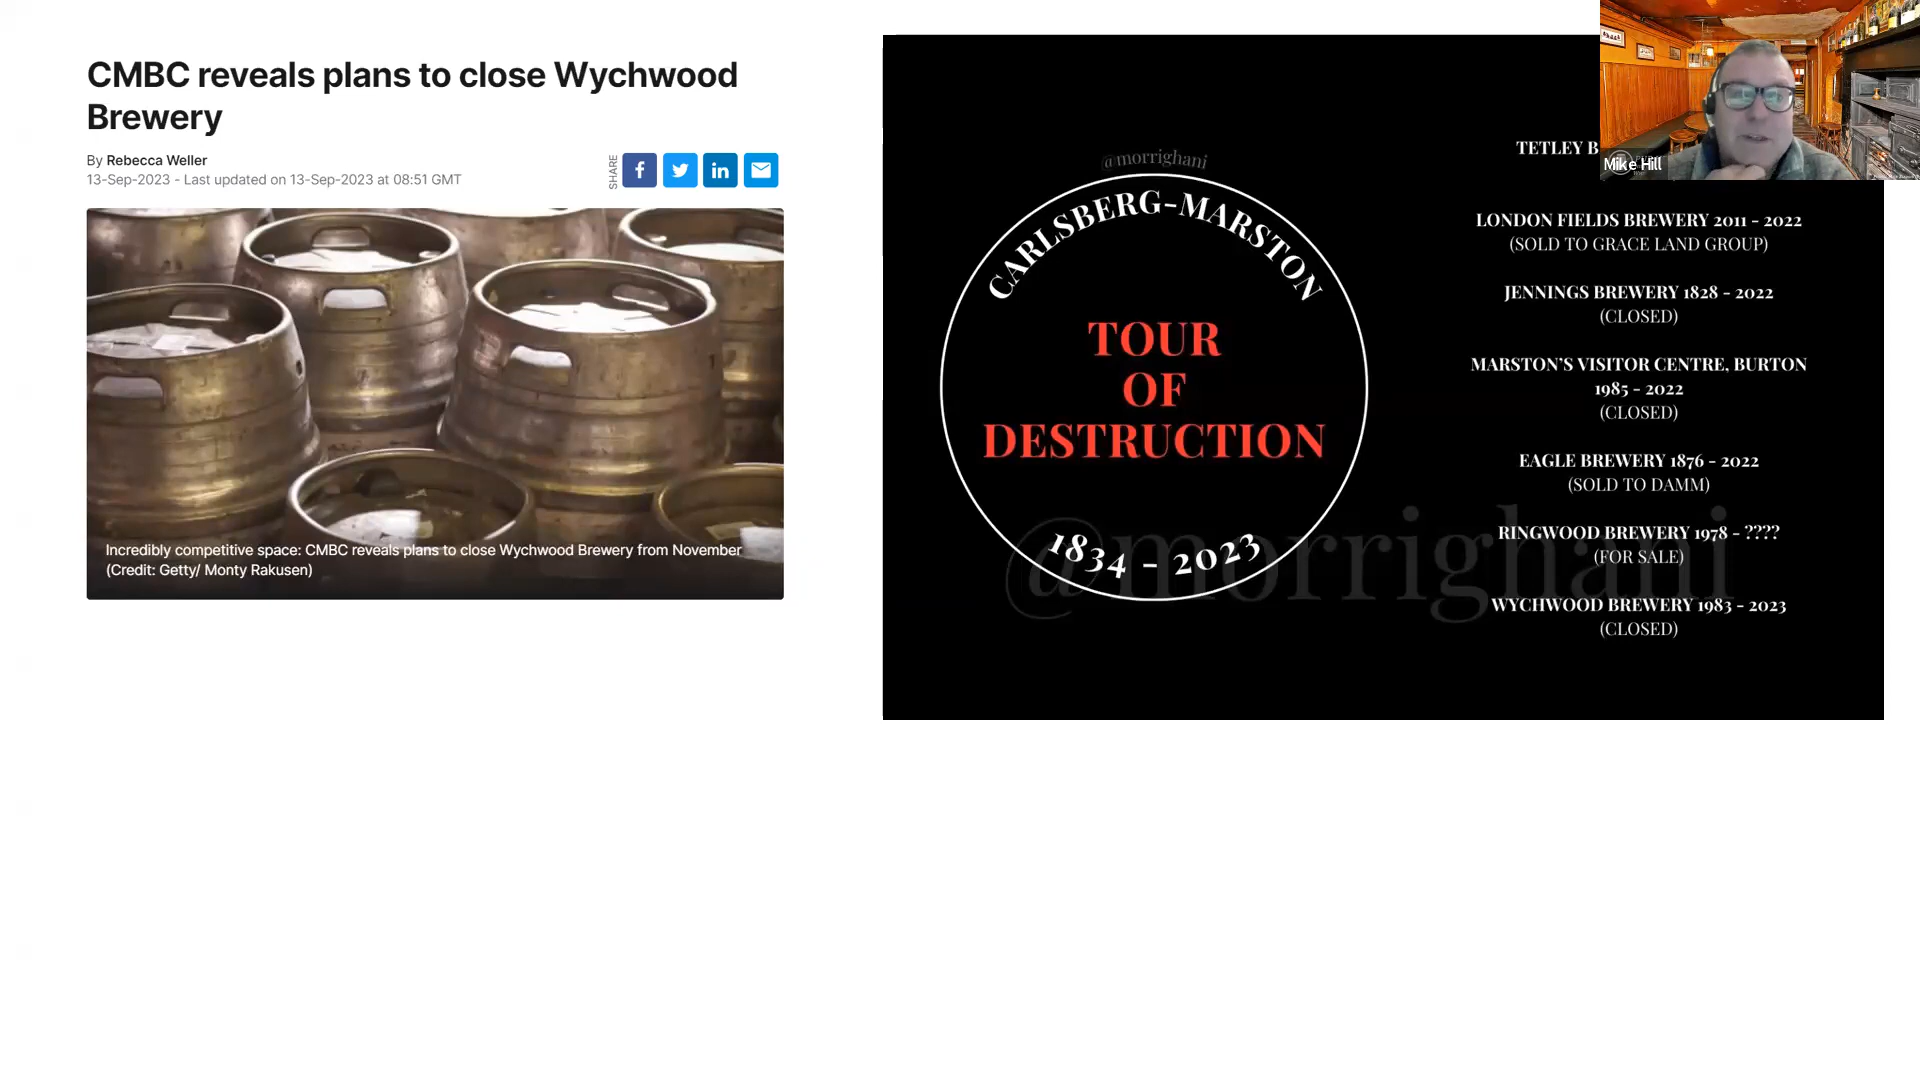 CMBC reveals plans to close Wychwood
Brewery
By Rebecca Weller
13-Sep-2023 - Last updated on 13-Sep-2023 at 08:51 GMT
SHARE
Incredibly competitive space: CMBC reveals plans to close Wychwood Brewery from November
(Credit: Getty/ Monty Rakusen)
@morrighani
CARLSBERG-MARSTON
TOUR
OF
DESTRUCTION
1834 - 2023
@morrighani
TETLEY B
LONDON FIELDS BREWERY 2011 - 2022
(SOLD TO GRACE LAND GROUP)
JENNINGS BREWERY 1828 - 2022
(CLOSED)
MARSTON'S VISITOR CENTRE, BURTON
1985 - 2022
(CLOSED)
EAGLE BREWERY 1876 - 2022
(SOLD TO DAMM)
RINGWOOD BREWERY 1978 - ????
(FOR SALE)
WYCHWOOD BREWERY 1983 - 2023
(CLOSED)
Mike Hill